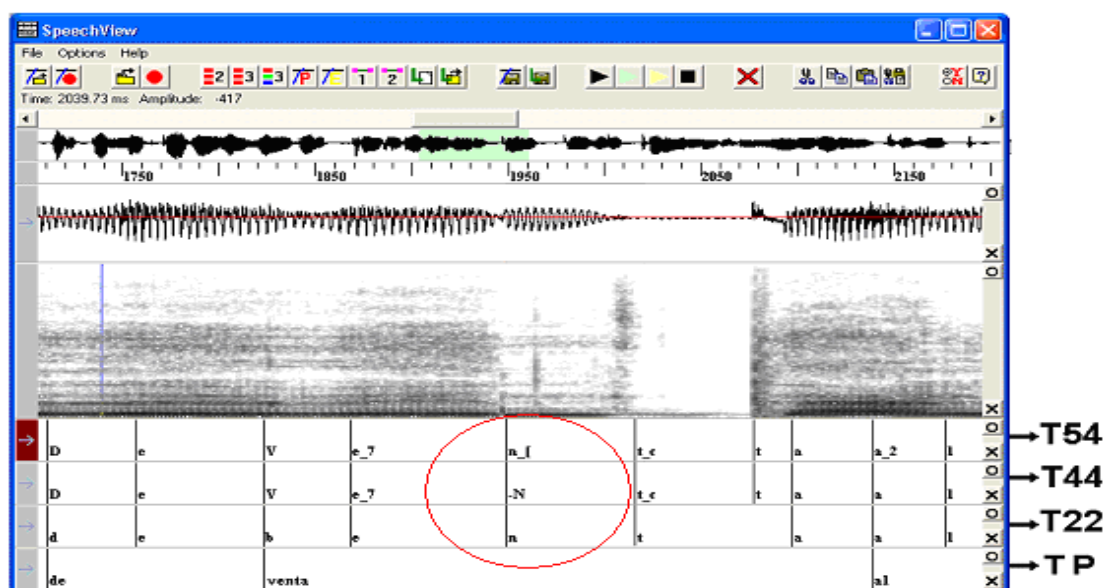 SpeechView
File Options Help
Time: 2039.73 ms Amplitude: -417
1750 1850 1950 2050 2150
D e V e_7 n_[ t_c t a a_2 l T54
D e V e_7 -N t_c t a a l T44
d e b e n t a a l T22
de venta al T P